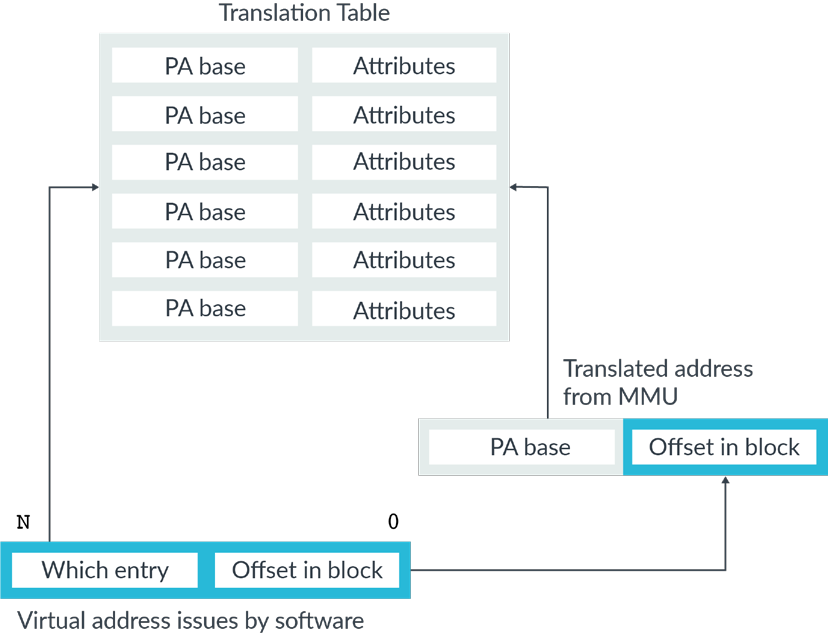 Translation Table
PA base Attributes
PA base Attributes
PA base Attributes
PA base Attributes
PA base Attributes
PA base Attributes
Translated address
from MMU
PA base Offset in block
N 0
Which entry Offset in block
Virtual address issues by software